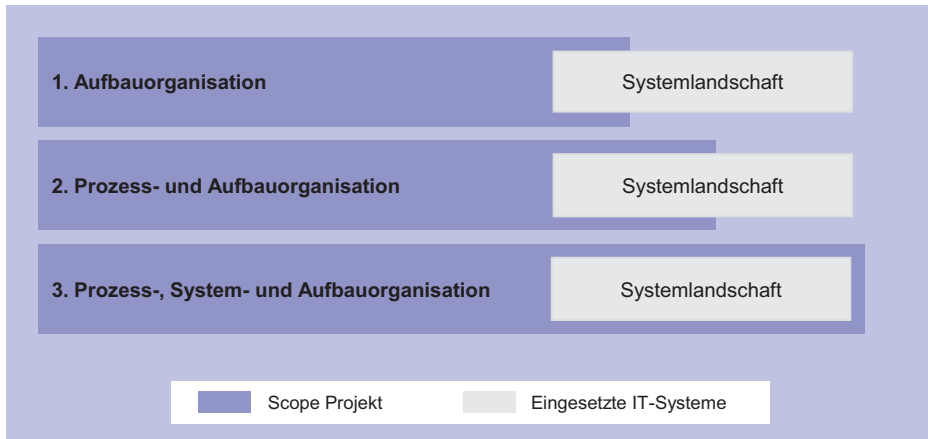 1. Aufbauorganisation
Systemlandschaft
2. Prozess- und Aufbauorganisation
Systemlandschaft
3. Prozess-, System- und Aufbauorganisation
Systemlandschaft
Scope Projekt
Eingesetzte IT-Systeme